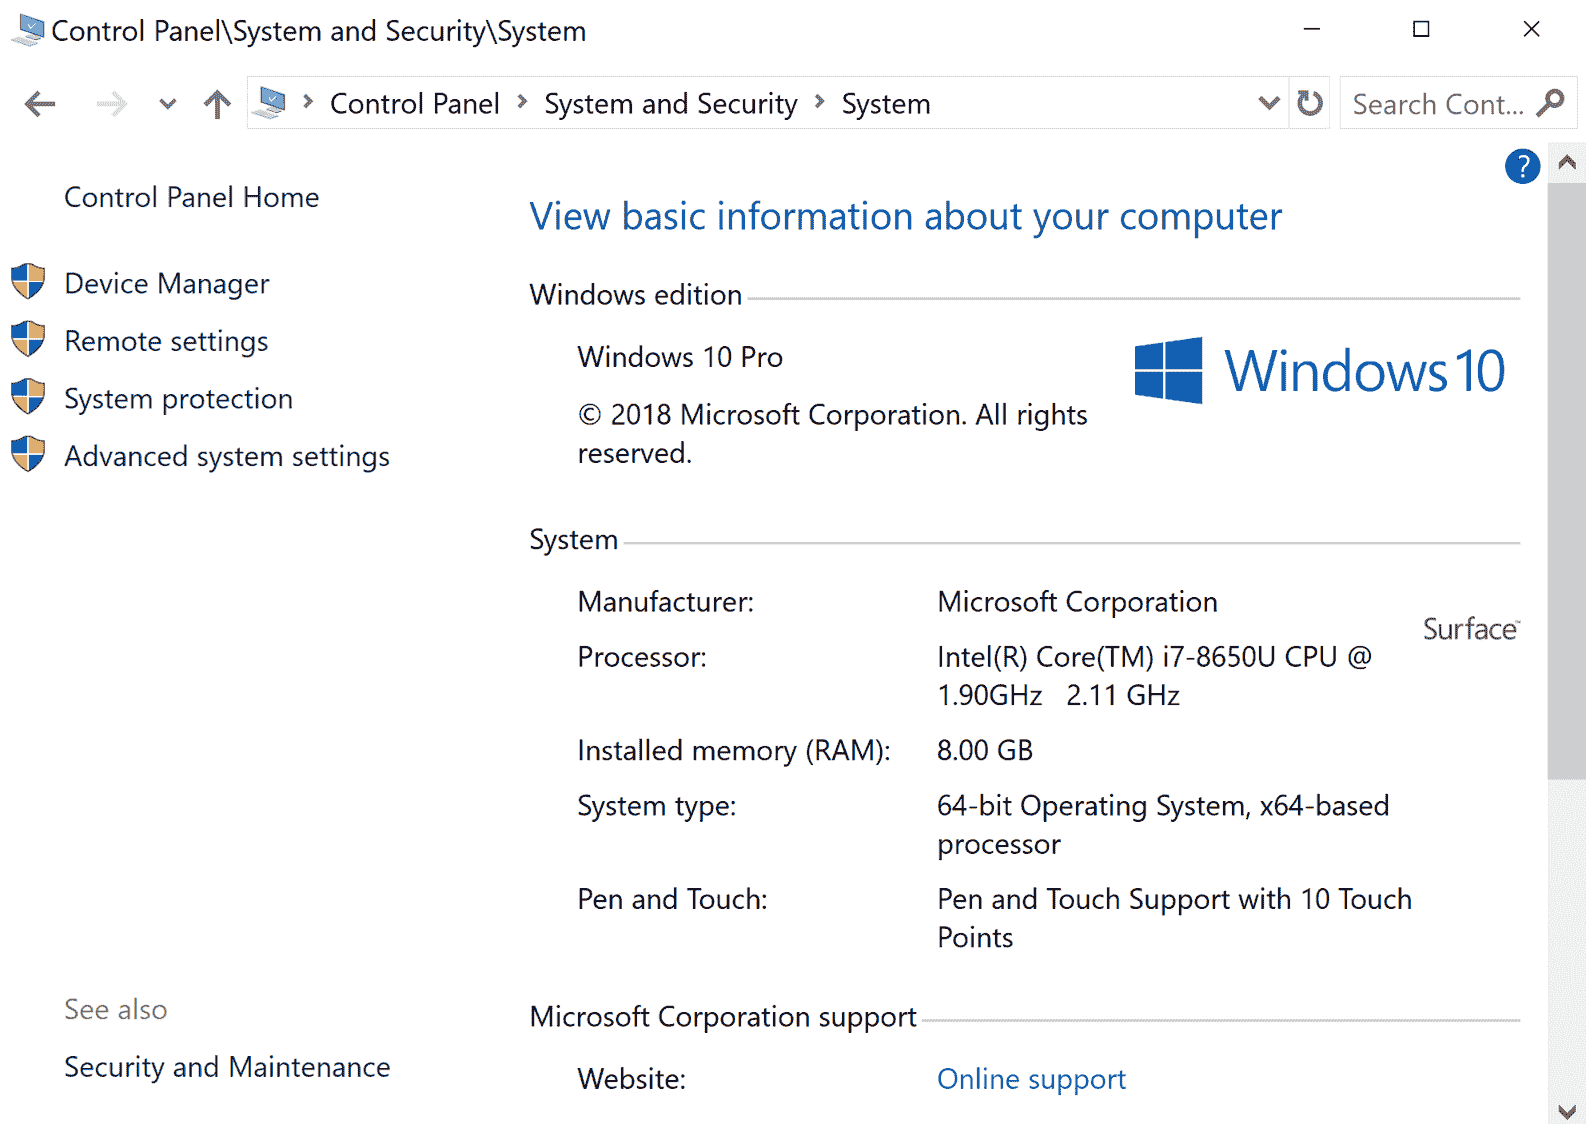 Control Panel\System and Security\System
Control Panel > System and Security > System
Search Cont...
?
Control Panel Home
Device Manager
Remote settings
System protection
Advanced system settings
View basic information about your computer
Windows edition
Windows 10 Pro
© 2018 Microsoft Corporation. All rights
reserved.
Windows 10
System
Manufacturer: Microsoft Corporation
Surface™
Processor: Intel(R) Core(TM) i7-8650U CPU @
1.90GHz 2.11 GHz
Installed memory (RAM): 8.00 GB
System type: 64-bit Operating System, x64-based
processor
Pen and Touch: Pen and Touch Support with 10 Touch
Points
Microsoft Corporation support
Website: Online support
See also
Security and Maintenance